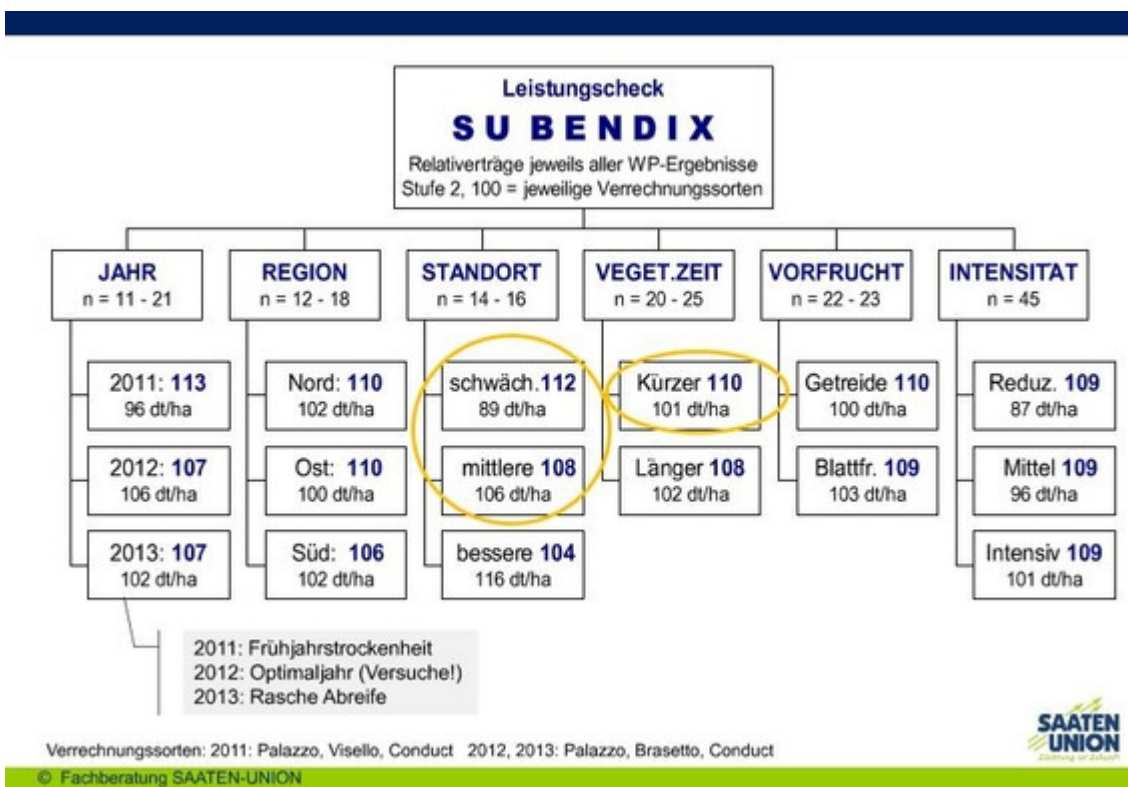 Leistungscheck
SU BENDIX
Relativerträge jeweils aller WP-Ergebnisse
Stufe 2, 100 = jeweilige Verrechnungssorten
JAHR
n = 11 - 21
2011: 113
96 dt/ha
2012: 107
106 dt/ha
2013: 107
102 dt/ha
REGION
n = 12 - 18
Nord: 110
102 dt/ha
Ost: 110
100 dt/ha
Süd: 106
102 dt/ha
STANDORT
n = 14 - 16
schwäch.112
89 dt/ha
mittlere 108
106 dt/ha
bessere 104
116 dt/ha
VEGET.ZEIT
n = 20 - 25
Kürzer 110
101 dt/ha
Länger 108
102 dt/ha
VORFRUCHT
n = 22 - 23
Getreide 110
100 dt/ha
Blattfr. 109
103 dt/ha
INTENSITÄT
n = 45
Reduz. 109
87 dt/ha
Mittel 109
96 dt/ha
Intensiv 109
101 dt/ha
2011: Frühjahrstrockenheit
2012: Optimaljahr (Versuche!)
2013: Rasche Abreife
SAATEN
UNION
Verrechnungssorten: 2011: Palazzo, Visello, Conduct 2012, 2013: Palazzo, Brasetto, Conduct
© Fachberatung SAATEN-UNION